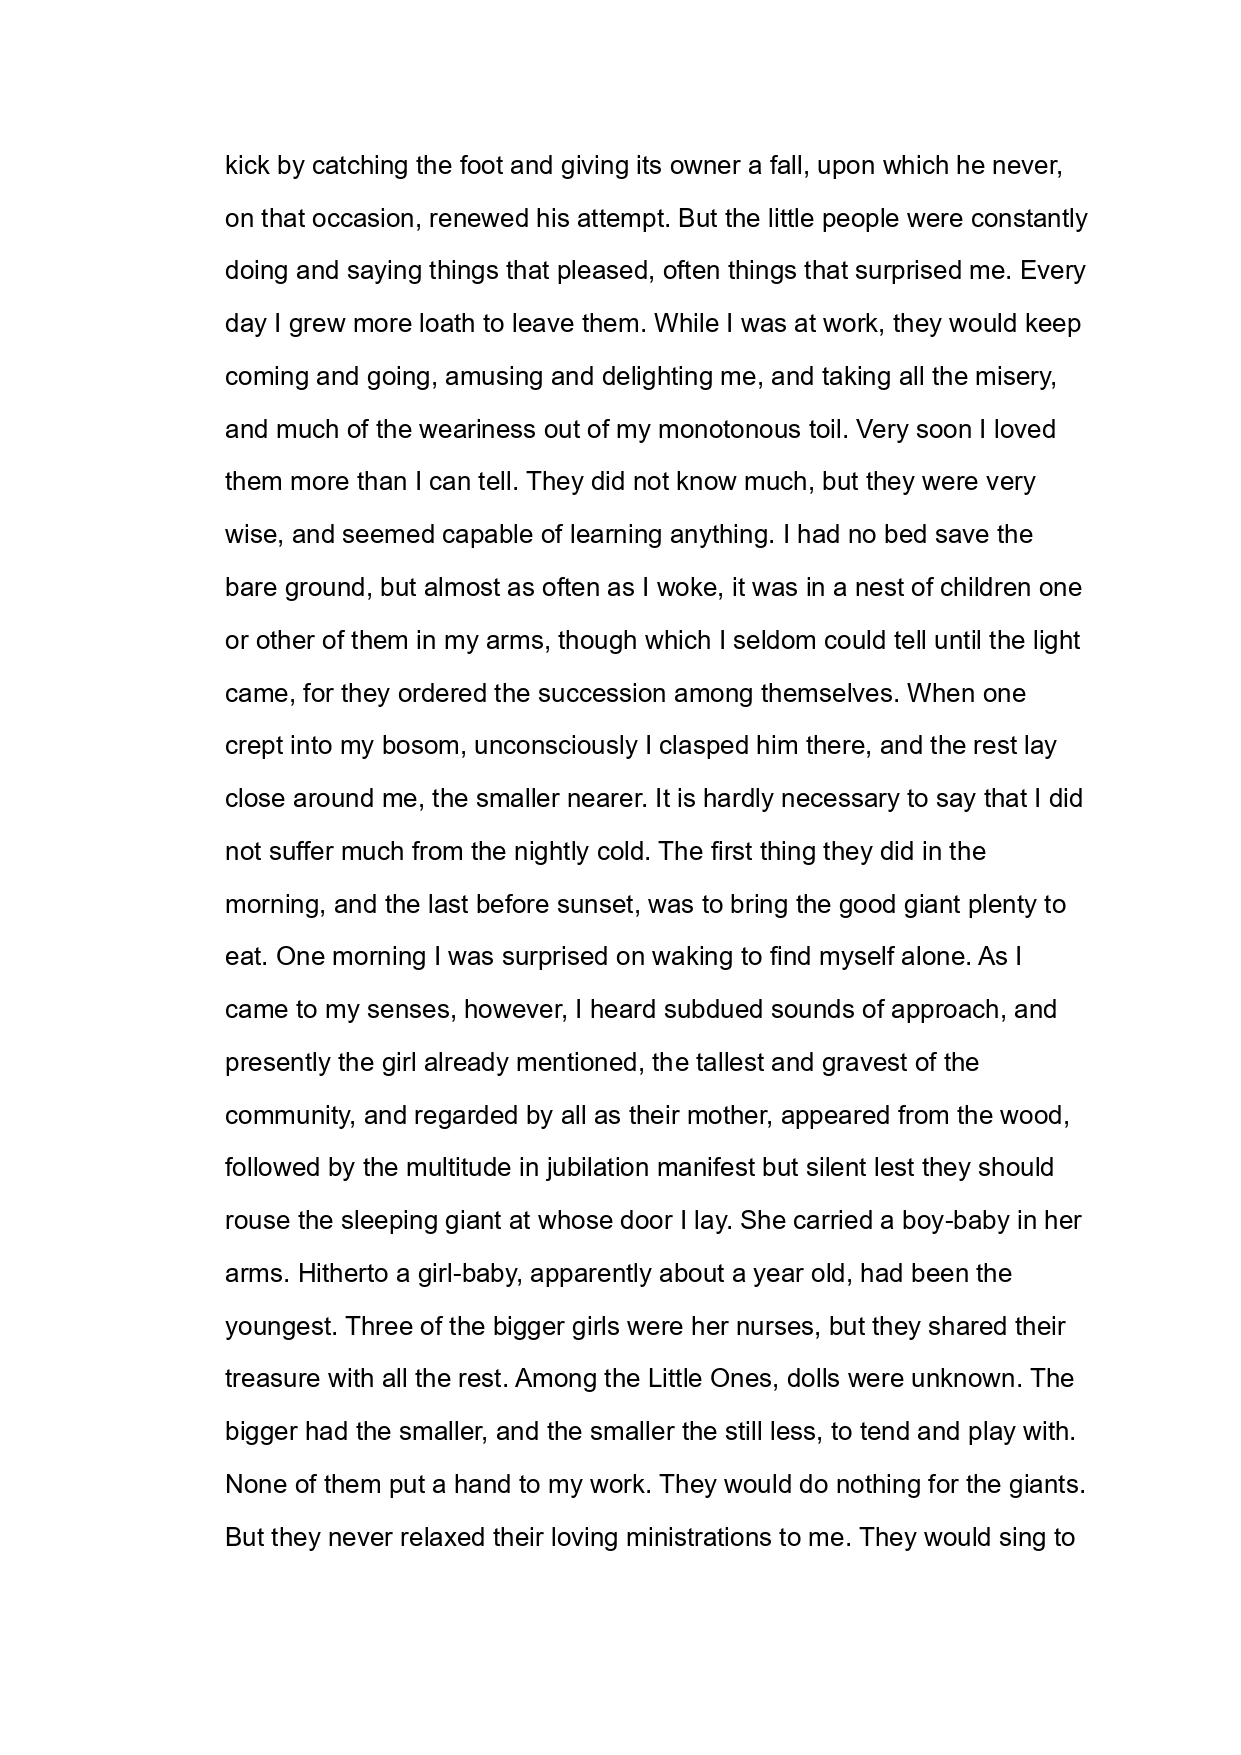 kick by catching the foot and giving its owner a fall, upon which he never,
on that occasion, renewed his attempt. But the little people were constantly
doing and saying things that pleased, often things that surprised me. Every
day I grew more loath to leave them. While I was at work, they would keep
coming and going, amusing and delighting me, and taking all the misery,
and much of the weariness out of my monotonous toil. Very soon I loved
them more than I can tell. They did not know much, but they were very
wise, and seemed capable of learning anything. I had no bed save the
bare ground, but almost as often as I woke, it was in a nest of children one
or other of them in my arms, though which I seldom could tell until the light
came, for they ordered the succession among themselves. When one
crept into my bosom, unconsciously I clasped him there, and the rest lay
close around me, the smaller nearer. It is hardly necessary to say that I did
not suffer much from the nightly cold. The first thing they did in the
morning, and the last before sunset, was to bring the good giant plenty to
eat. One morning I was surprised on waking to find myself alone. As I
came to my senses, however, I heard subdued sounds of approach, and
presently the girl already mentioned, the tallest and gravest of the
community, and regarded by all as their mother, appeared from the wood,
followed by the multitude in jubilation manifest but silent lest they should
rouse the sleeping giant at whose door I lay. She carried a boy-baby in her
arms. Hitherto a girl-baby, apparently about a year old, had been the
youngest. Three of the bigger girls were her nurses, but they shared their
treasure with all the rest. Among the Little Ones, dolls were unknown. The
bigger had the smaller, and the smaller the still less, to tend and play with.
None of them put a hand to my work. They would do nothing for the giants.
But they never relaxed their loving ministrations to me. They would sing to